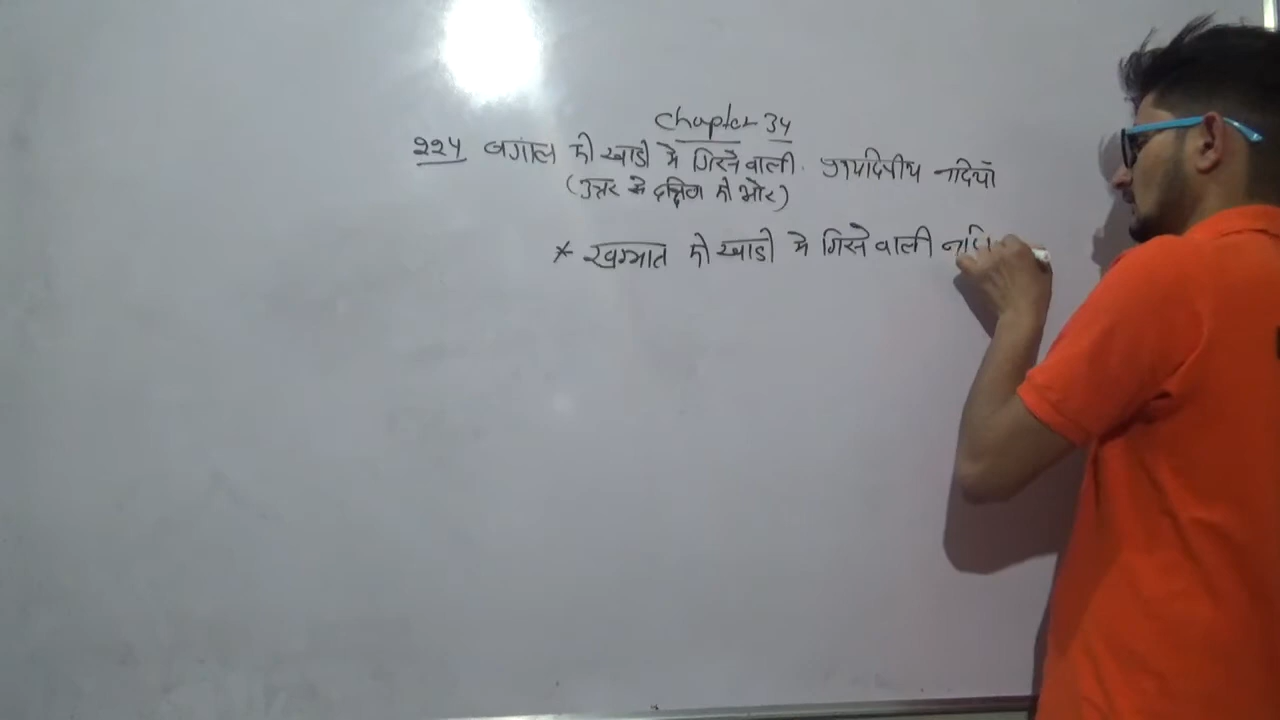 Chapter 34
224 बंगाल की खाड़ी मे गिरने वाली प्रायद्विपीय नदियाँ
(उत्तर से दक्षिण की ओर)
* खम्भात की खाडी मे गिरने वाली